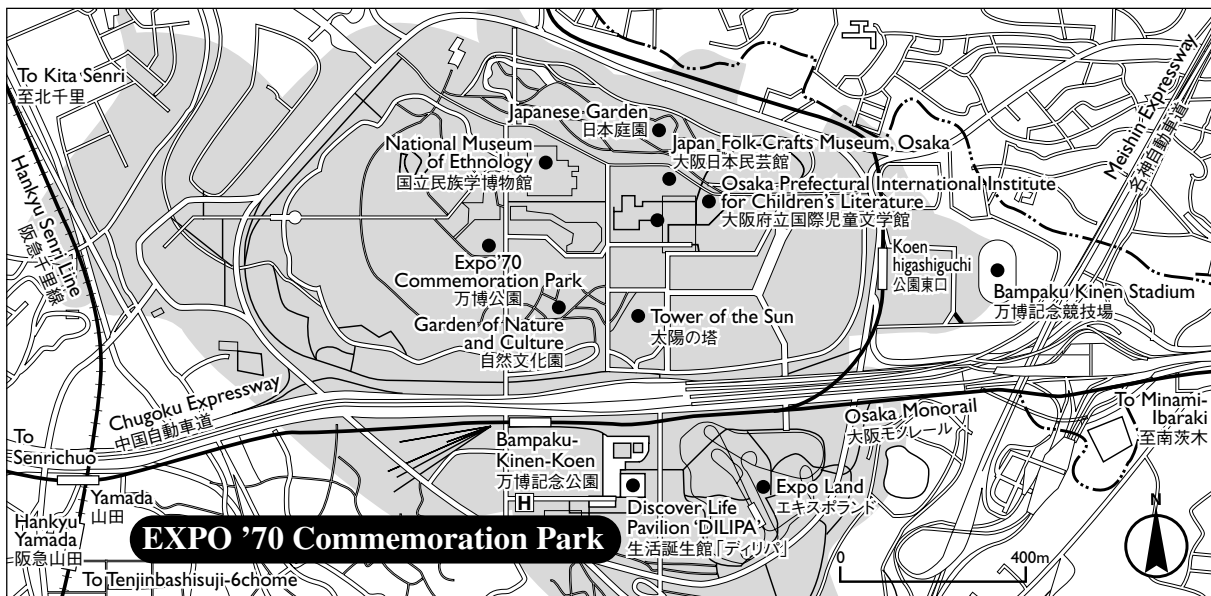 To Kita Senri
至北千里
Hankyu Senri Line
阪急千里線
Japanese Garden
日本庭園
National Museum
of Ethnology
国立民族学博物館
Japan Folk Crafts Museum, Osaka
大阪日本民芸館
Osaka Prefectural International Institute
for Children's Literature
大阪府立国際児童文学館
Meishin Expressway
名神自動車道
Expo'70
Commemoration Park
万博公園
Koen
higashiguchi
公園東口
Bampaku Kinen Stadium
万博記念競技場
Garden of Nature
and Culture
自然文化園
Tower of the Sun
太陽の塔
Chugoku Expressway
中国自動車道
To
Senrichuo
Yamada
山田
Hankyu
Yamada
阪急山田
To Tenjinbashisuji-6chome
Bampaku-
Kinen-Koen
万博記念公園
H
Osaka Monorail
大阪モノレール
To Minami-
Ibaraki
至南茨木
Expo Land
エキスポランド
Discover Life
Pavilion 'DILIPA'
生活誕生館「ディリパ」
EXPO '70 Commemoration Park
0 400m
N